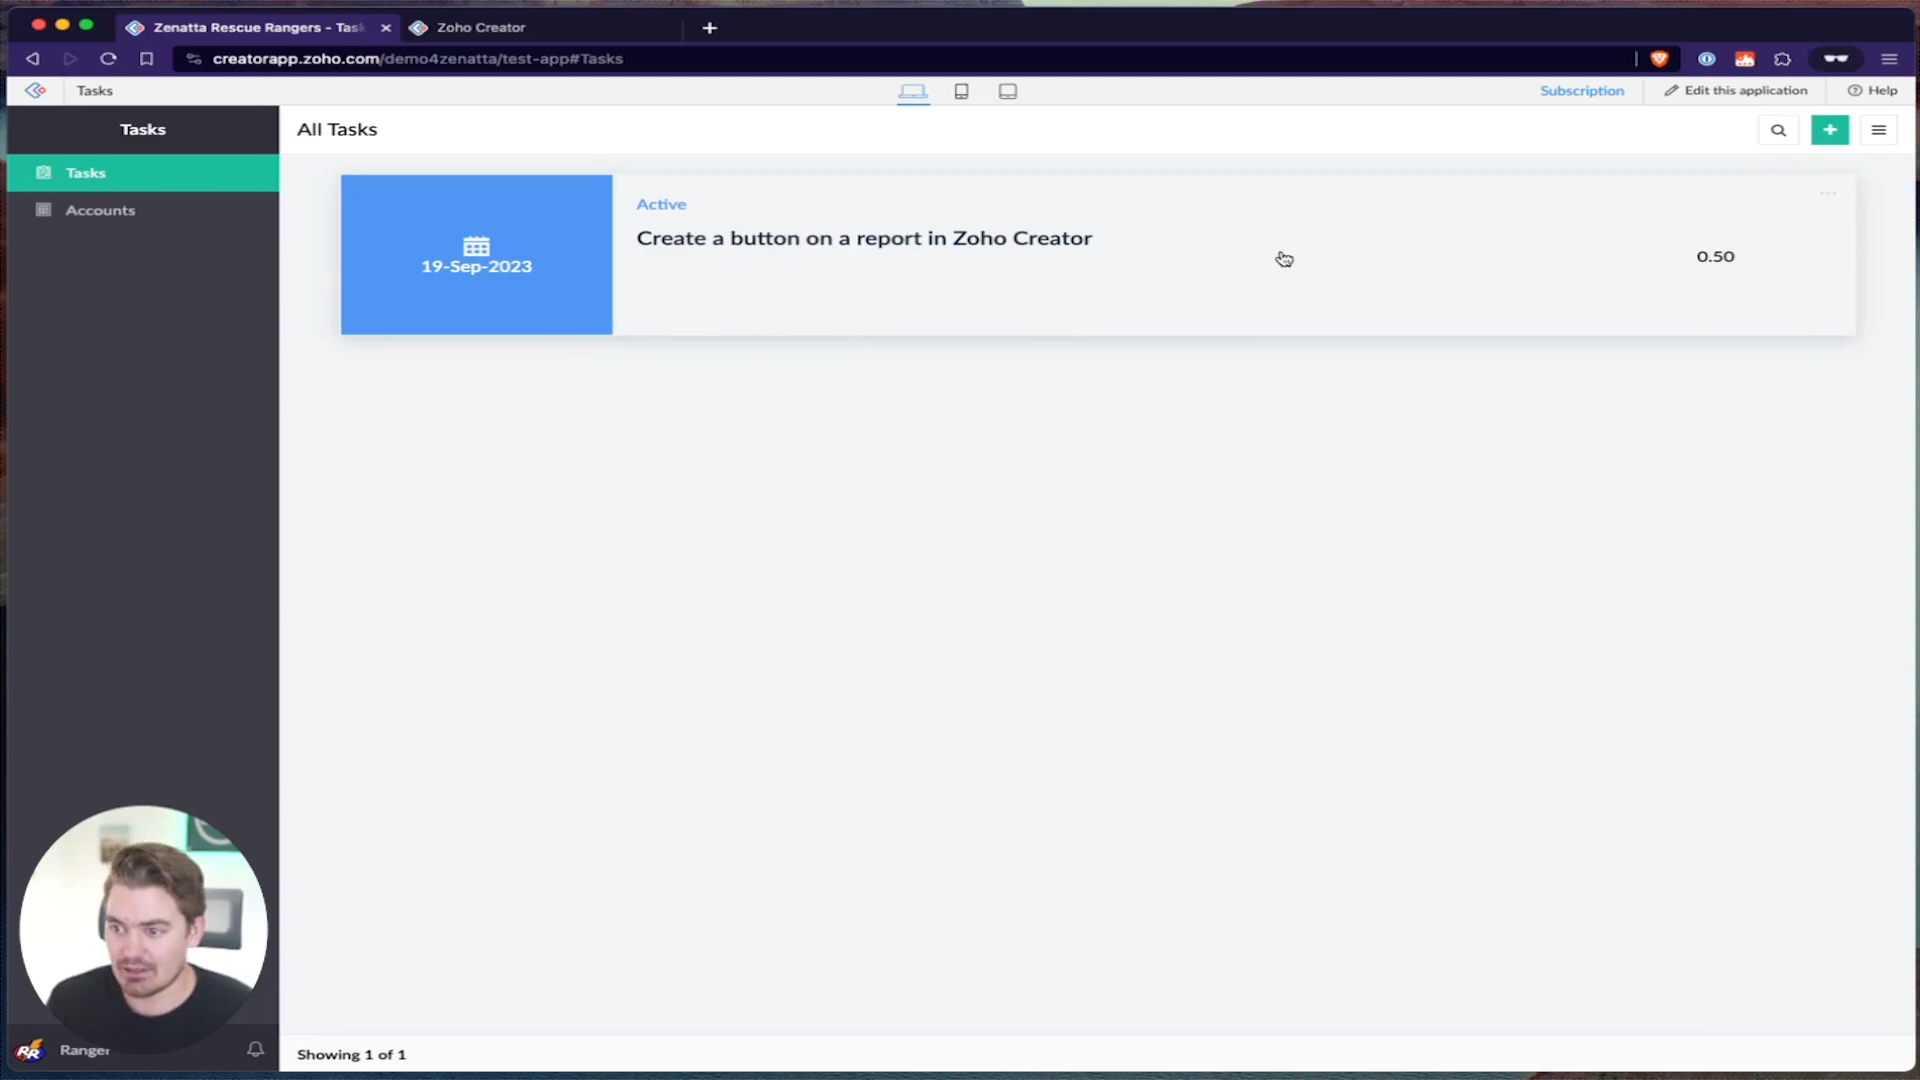 Zenatta Rescue Rangers - Tas
Zoho Creator
creatorapp.zoho.com/demo4zenatta/test-app#Tasks
Tasks
Subscription
Edit this application
Help
Tasks
All Tasks
Tasks
Accounts
Active
Create a button on a report in Zoho Creator
19-Sep-2023
0.50
RR
Ranger
Showing 1 of 1